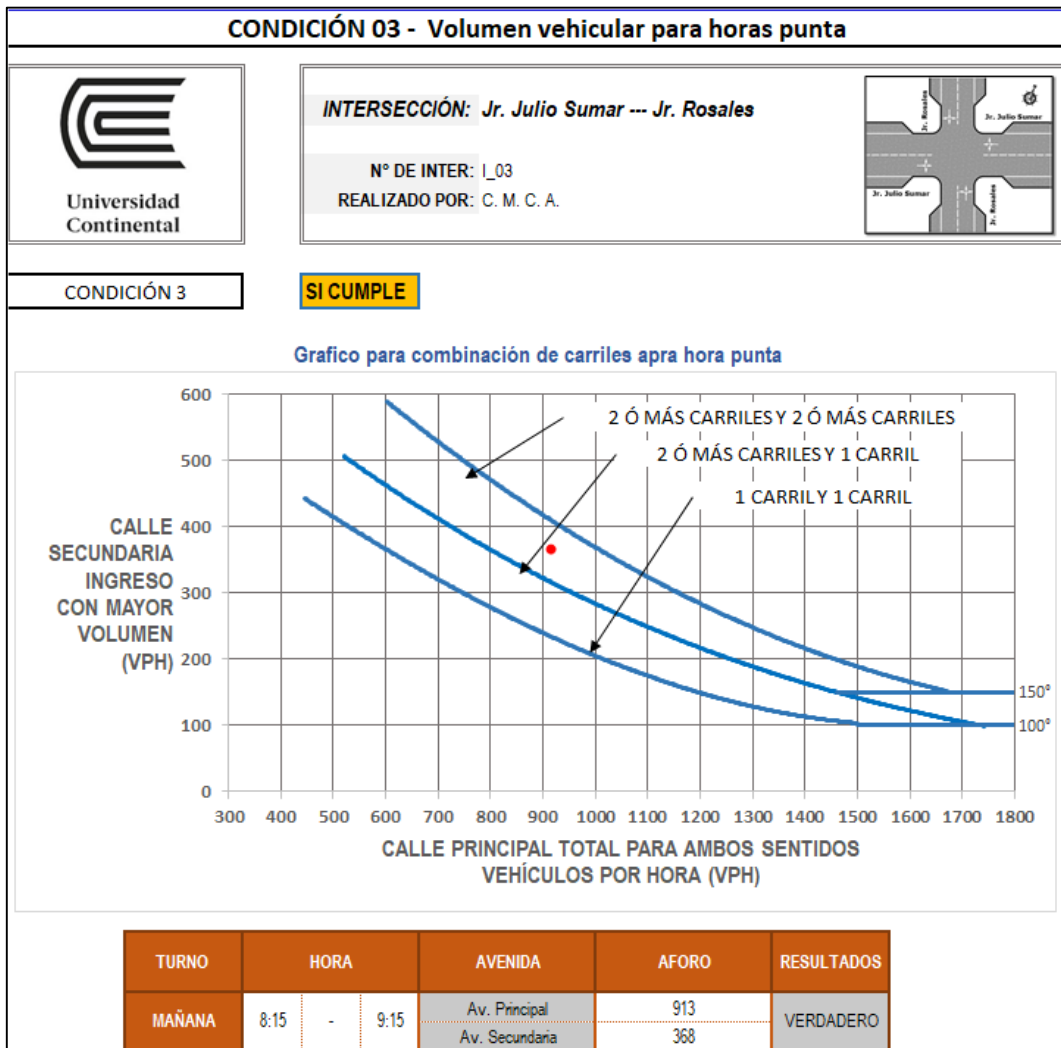 CONDICIÓN 03 - Volumen vehicular para horas punta
Universidad
Continental
INTERSECCIÓN: Jr. Julio Sumar --- Jr. Rosales
N° DE INTER: I_03
REALIZADO POR: C. M. C. A.
Jr. Rosales
Jr. Julio Sumar
Jr. Julio Sumar
Jr. Rosales
CONDICIÓN 3
SI CUMPLE
Grafico para combinación de carriles apra hora punta
2 Ó MÁS CARRILES Y 2 Ó MÁS CARRILES
2 Ó MÁS CARRILES Y 1 CARRIL
1 CARRIL Y 1 CARRIL
CALLE
SECUNDARIA
INGRESO
CON MAYOR
VOLUMEN
(VPH)
600
500
400
300
200
100
0
150°
100°
300 400 500 600 700 800 900 1000 1100 1200 1300 1400 1500 1600 1700 1800
CALLE PRINCIPAL TOTAL PARA AMBOS SENTIDOS
VEHÍCULOS POR HORA (VPH)
TURNO HORA AVENIDA AFORO RESULTADOS
MAÑANA 8:15 - 9:15 Av. Principal 913 VERDADERO
Av. Secundaria 368